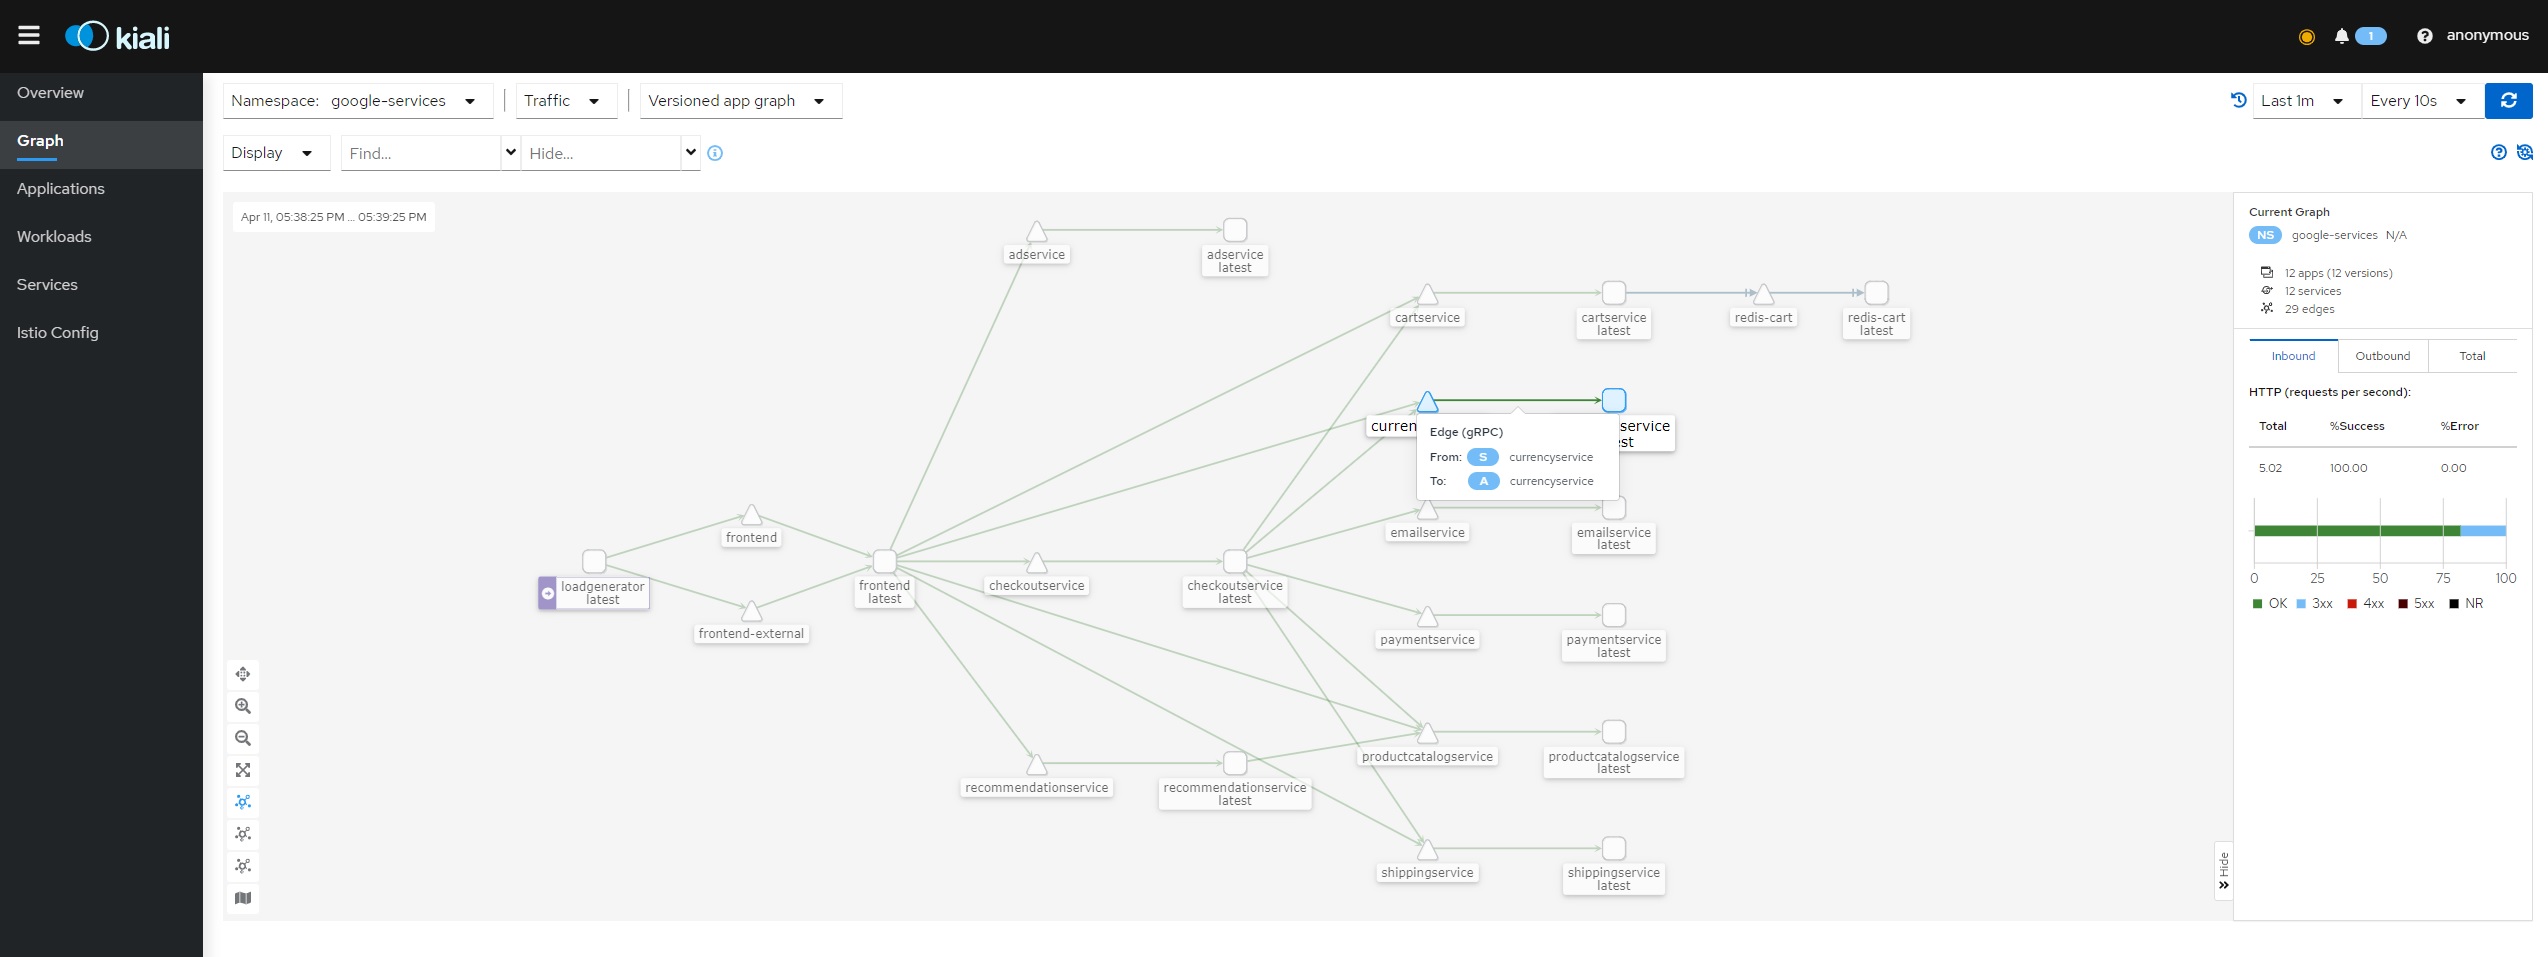 kiali
1
anonymous
Overview
Graph
Applications
Workloads
Services
Istio Config
Namespace: google-services
Traffic
Versioned app graph
Last 1m
Every 10s
Display
Find...
Hide...
Apr 11, 05:38:25 PM ... 05:39:25 PM
adservice
adservice
latest
cartservice
cartservice
latest
redis-cart
redis-cart
latest
curren
service
st
Edge (gRPC)
From: S currencyservice
To: A currencyservice
emailservice
emailservice
latest
frontend
loadgenerator
latest
frontend-external
frontend
latest
checkoutservice
checkoutservice
latest
paymentservice
paymentservice
latest
productcatalogservice
productcatalogservice
latest
recommendationservice
recommendationservice
latest
shippingservice
shippingservice
latest
Hide
Current Graph
NS google-services N/A
12 apps (12 versions)
12 services
29 edges
Inbound
Outbound
Total
HTTP (requests per second):
Total %Success %Error
5.02 100.00 0.00
0 25 50 75 100
OK 3xx 4xx 5xx NR